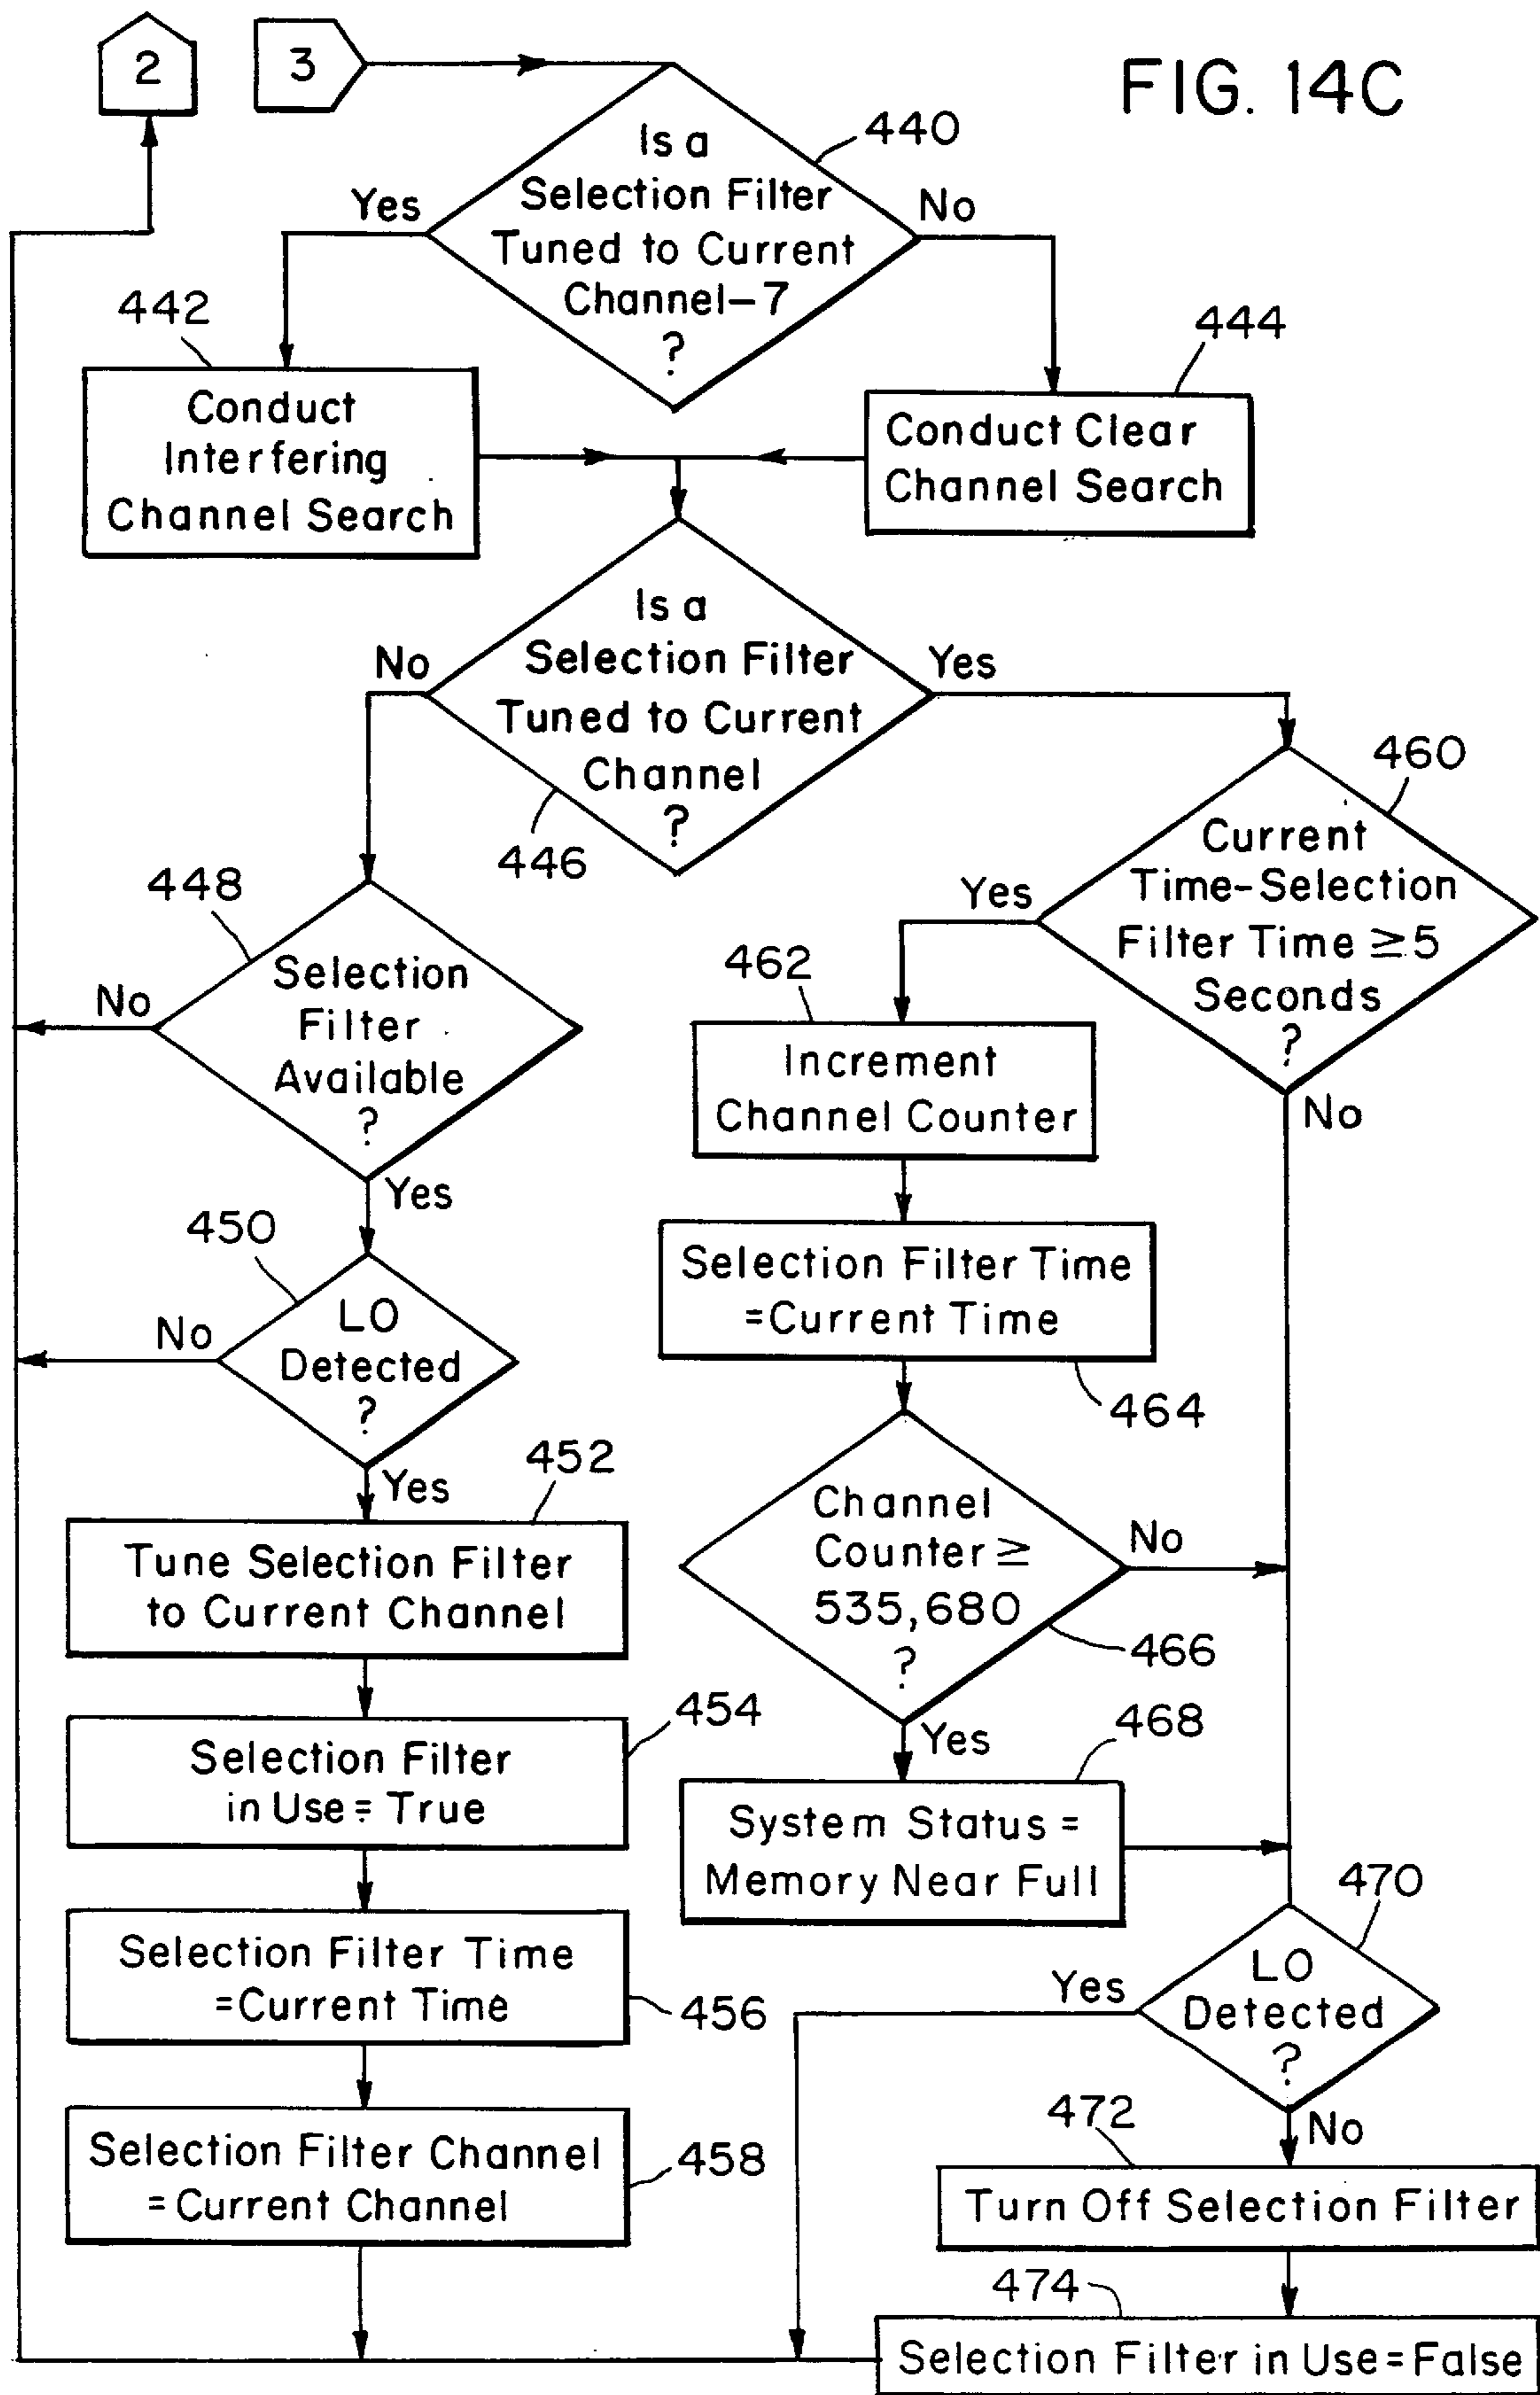 2
3
FIG. 14C
440
Is a
Selection Filter
Tuned to Current
Channel-7
?
Yes
No
442
Conduct
Interfering
Channel Search
444
Conduct Clear
Channel Search
Is a
Selection Filter
Tuned to Current
Channel
?
No
Yes
446
448
Selection
Filter
Available
?
No
Yes
460
Current
Time-Selection
Filter Time ≥5
Seconds
?
Yes
No
462
Increment
Channel Counter
450
LO
Detected
?
No
Yes
Selection Filter Time
=Current Time
464
452
Tune Selection Filter
to Current Channel
Channel
Counter ≥
535,680
?
No
466
Yes
454
Selection Filter
in Use = True
468
System Status =
Memory Near Full
Selection Filter Time
=Current Time
456
470
LO
Detected
?
Yes
No
Selection Filter Channel
= Current Channel
458
472
Turn Off Selection Filter
474
Selection Filter in Use = False